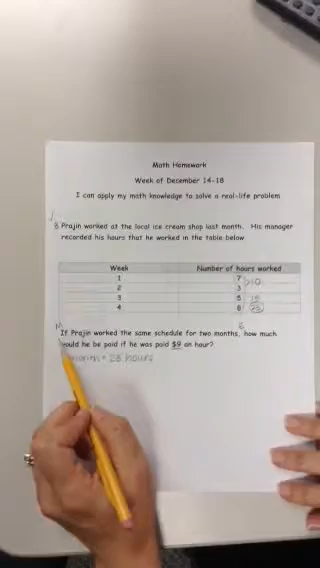 Math Homework
Week of December 14-18
I can apply my math knowledge to solve a real-life problem
8. Prajin worked at the local ice cream shop last month. His manager
recorded his hours that he worked in the table below
Week Number of hours worked
1 7
2 3 >10
3 5 15
4 8 23
If Prajin worked the same schedule for two months, how much
would he be paid if he was paid $9 an hour?
month = 23 hours